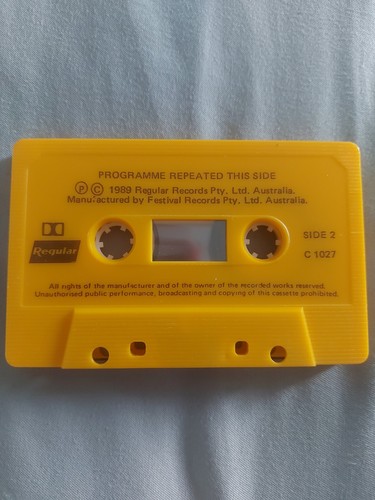 PROGRAMME REPEATED THIS SIDE
Ⓟ Ⓒ 1989 Regular Records Pty. Ltd. Australia.
Manufactured by Festival Records Pty. Ltd. Australia.
SIDE 2
Regular
C 1027
All rights of the manufacturer and of the owner of the recorded works reserved.
Unauthorised public performance, broadcasting and copying of this cassette prohibited.